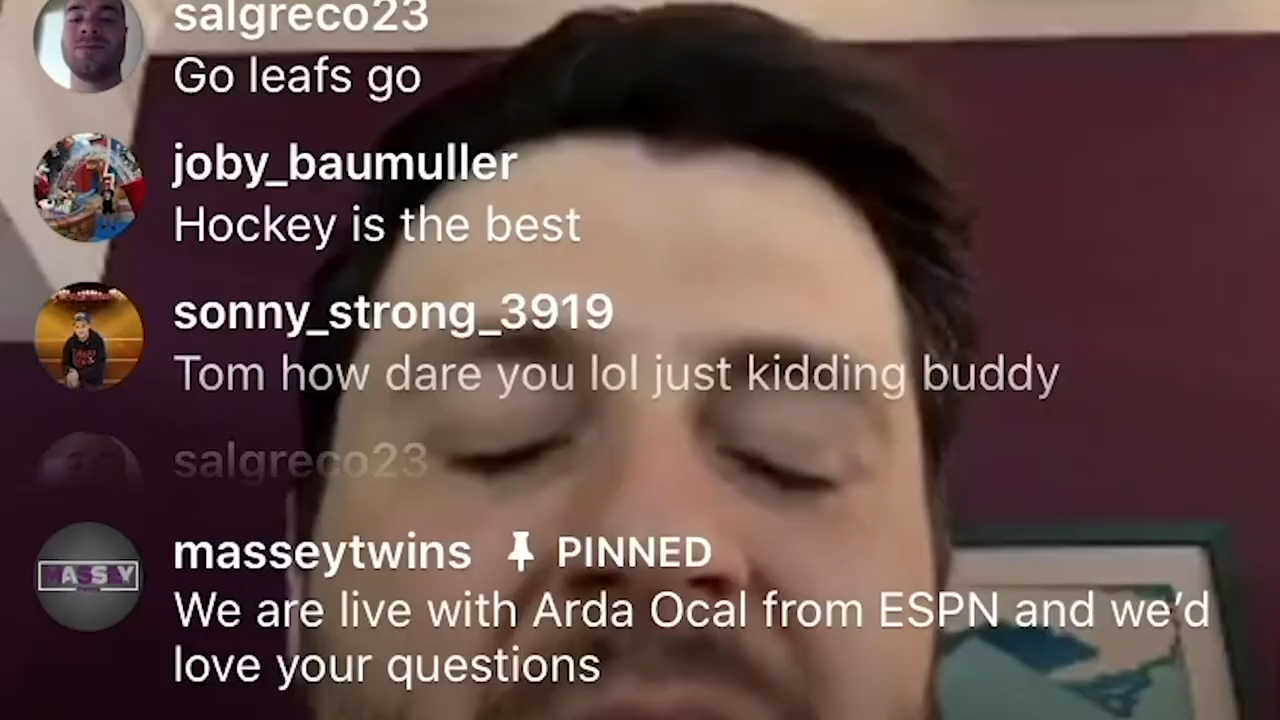 salgreco23
Go leafs go
joby_baumuller
Hockey is the best
sonny_strong_3919
Tom how dare you lol just kidding buddy
salgreco23
masseytwins PINNED
MASSEY
We are live with Arda Ocal from ESPN and we’d
love your questions